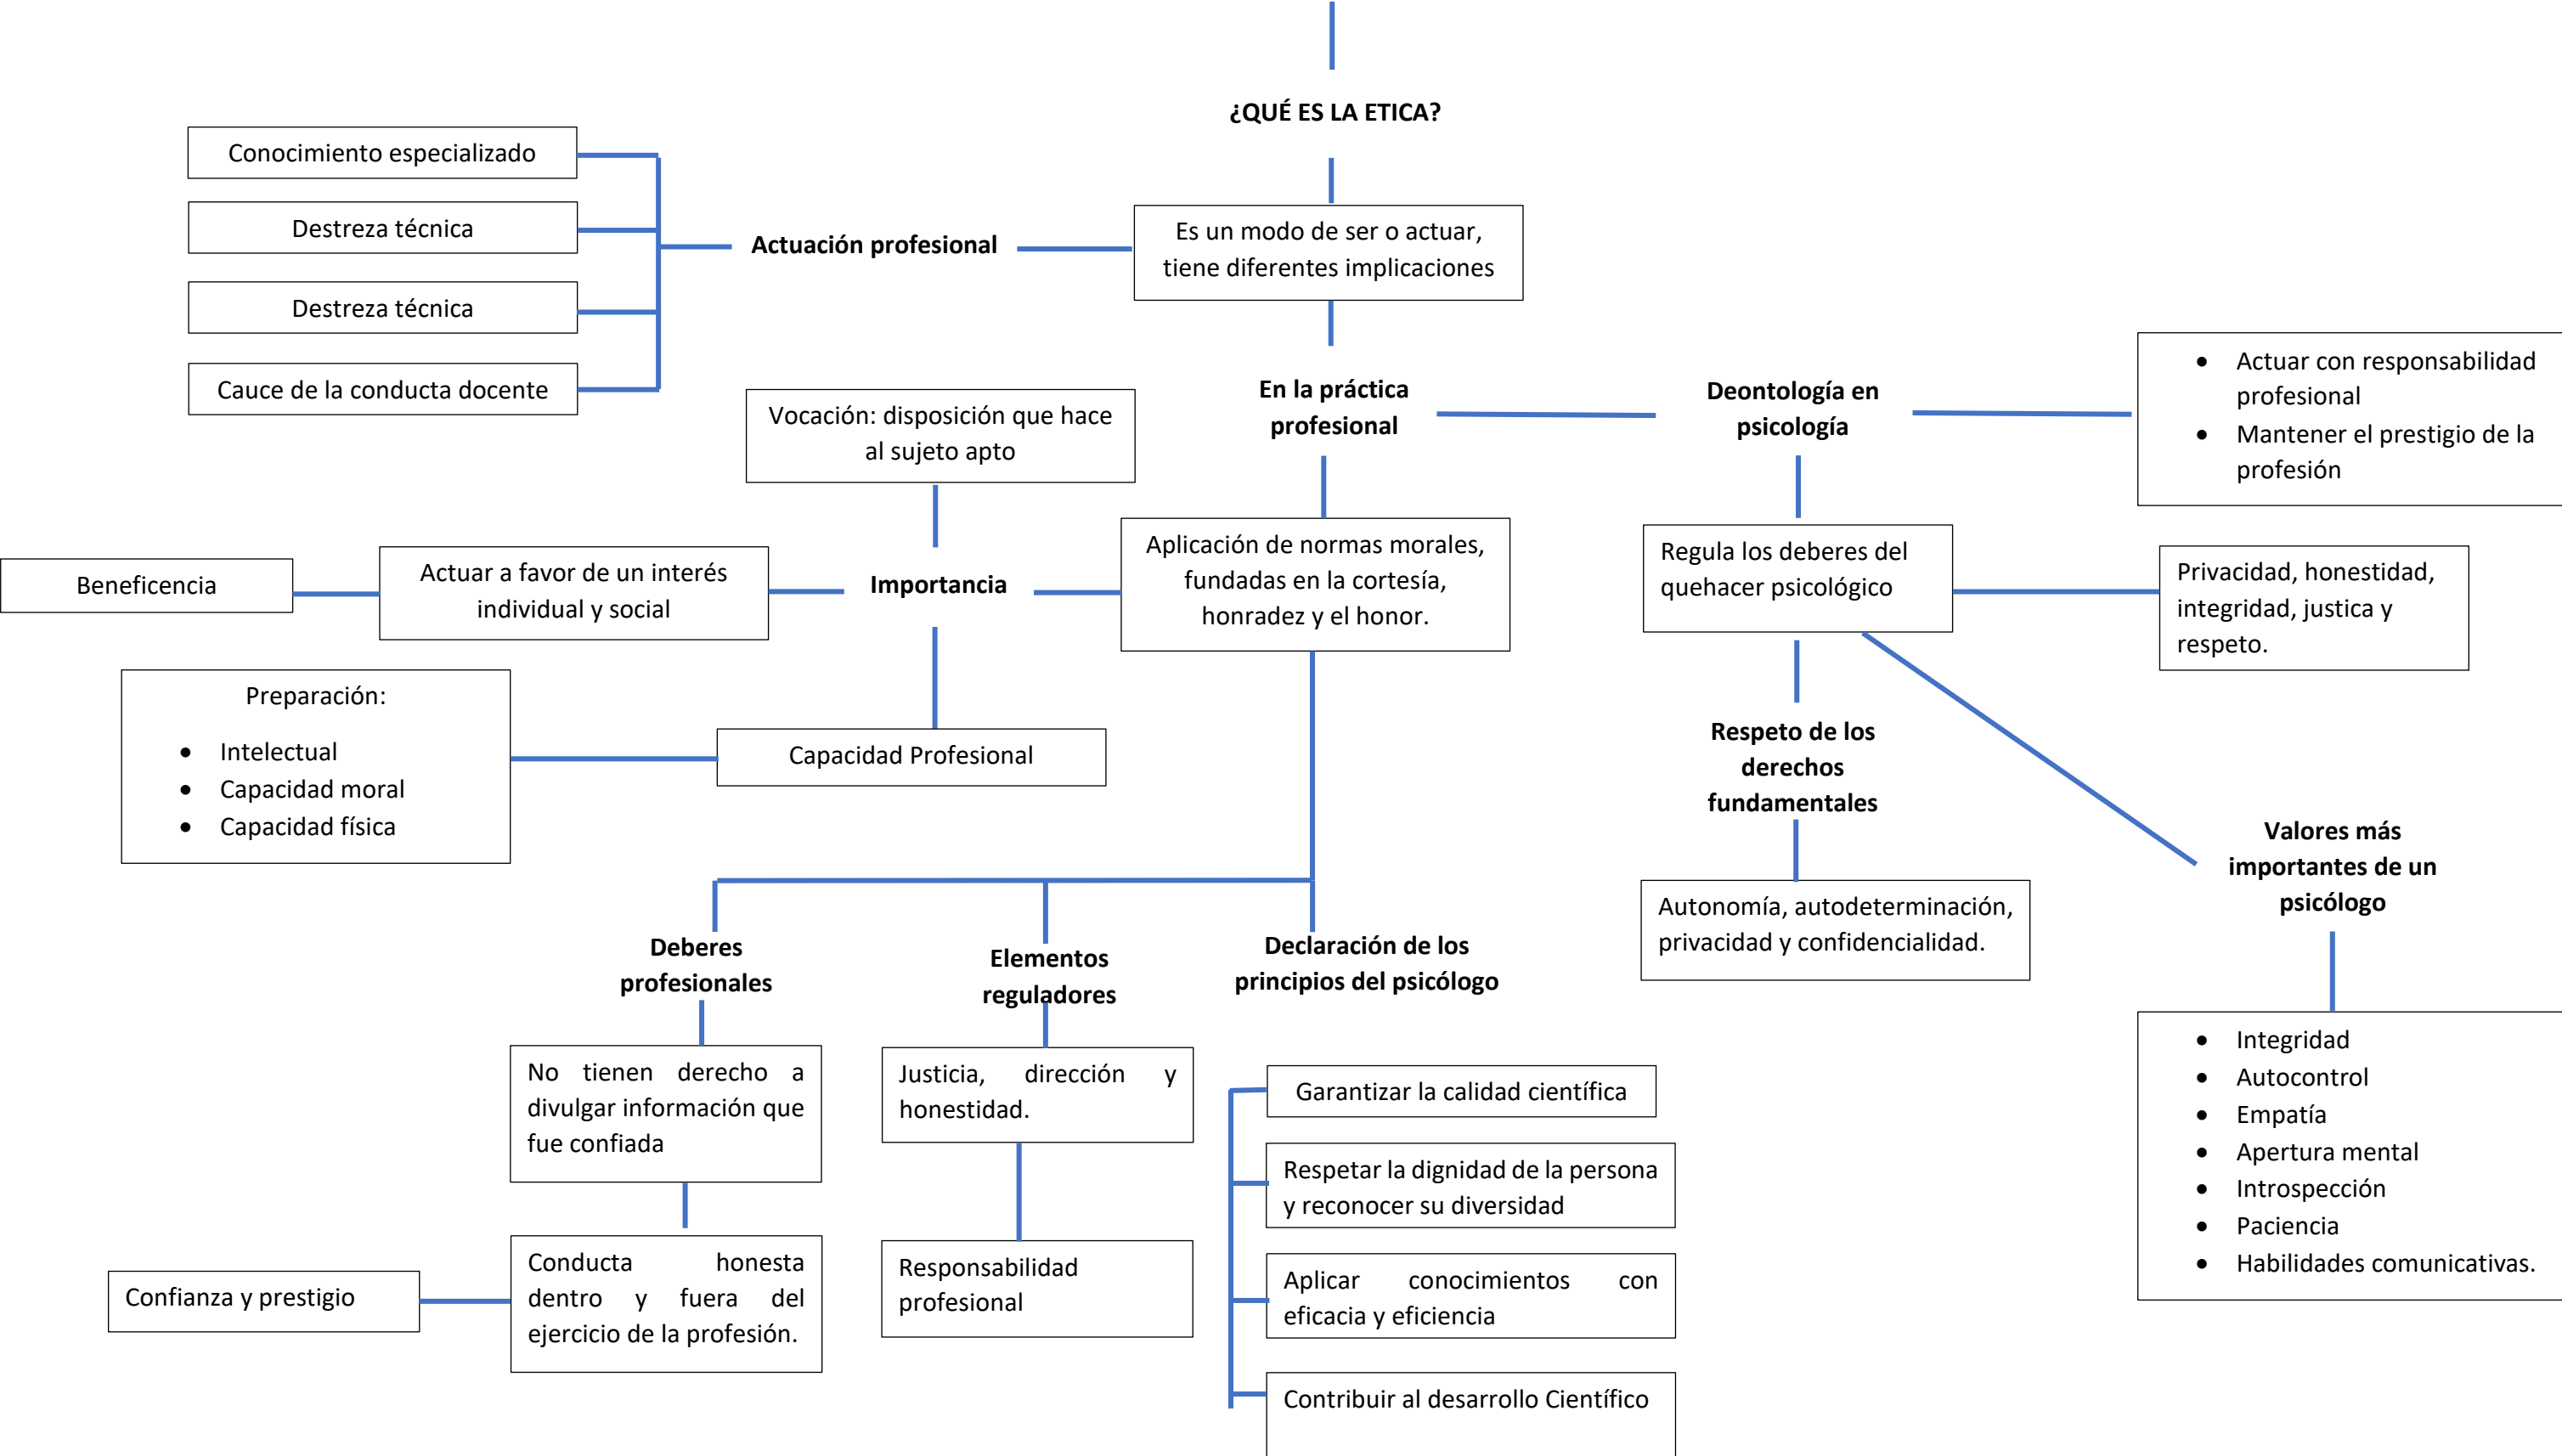 ¿QUÉ ES LA ETICA?
Es un modo de ser o actuar,
tiene diferentes implicaciones
Actuación profesional
Conocimiento especializado
Destreza técnica
Destreza técnica
Cauce de la conducta docente
En la práctica
profesional
Deontología en
psicología
• Actuar con responsabilidad
profesional
• Mantener el prestigio de la
profesión
Vocación: disposición que hace
al sujeto apto
Beneficencia
Actuar a favor de un interés
individual y social
Importancia
Aplicación de normas morales,
fundadas en la cortesía,
honradez y el honor.
Regula los deberes del
quehacer psicológico
Privacidad, honestidad,
integridad, justica y
respeto.
Preparación:
• Intelectual
• Capacidad moral
• Capacidad física
Capacidad Profesional
Respeto de los
derechos
fundamentales
Autonomía, autodeterminación,
privacidad y confidencialidad.
Valores más
importantes de un
psicólogo
• Integridad
• Autocontrol
• Empatía
• Apertura mental
• Introspección
• Paciencia
• Habilidades comunicativas.
Deberes
profesionales
No tienen derecho a
divulgar información que
fue confiada
Conducta honesta
dentro y fuera del
ejercicio de la profesión.
Confianza y prestigio
Elementos
reguladores
Justicia, dirección y
honestidad.
Responsabilidad
profesional
Declaración de los
principios del psicólogo
Garantizar la calidad científica
Respetar la dignidad de la persona
y reconocer su diversidad
Aplicar conocimientos con
eficacia y eficiencia
Contribuir al desarrollo Científico